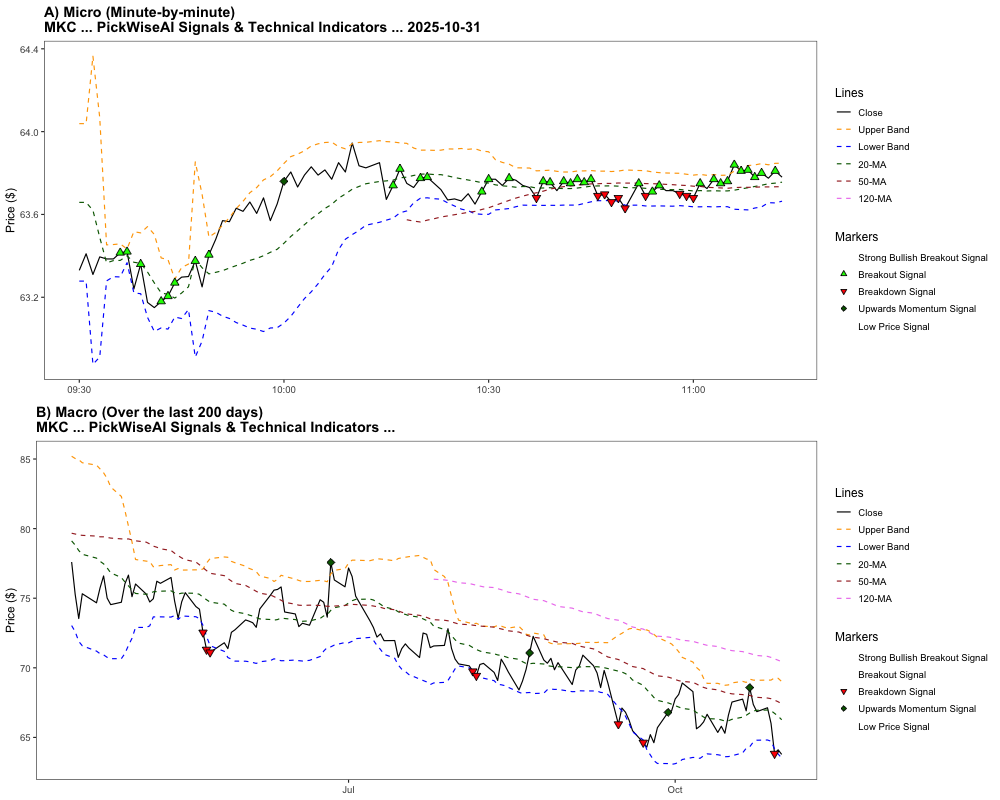 A) Micro (Minute-by-minute)
MKC ... PickWiseAI Signals & Technical Indicators ... 2025-10-31
64.4
64.0
63.6
63.2
Price ($)
09:30
10:00
10:30
11:00
Lines
Close
Upper Band
Lower Band
20-MA
50-MA
120-MA
Markers
Strong Bullish Breakout Signal
Breakout Signal
Breakdown Signal
Upwards Momentum Signal
Low Price Signal
B) Macro (Over the last 200 days)
MKC ... PickWiseAI Signals & Technical Indicators ...
85
80
75
70
65
Price ($)
Jul
Oct
Lines
Close
Upper Band
Lower Band
20-MA
50-MA
120-MA
Markers
Strong Bullish Breakout Signal
Breakout Signal
Breakdown Signal
Upwards Momentum Signal
Low Price Signal